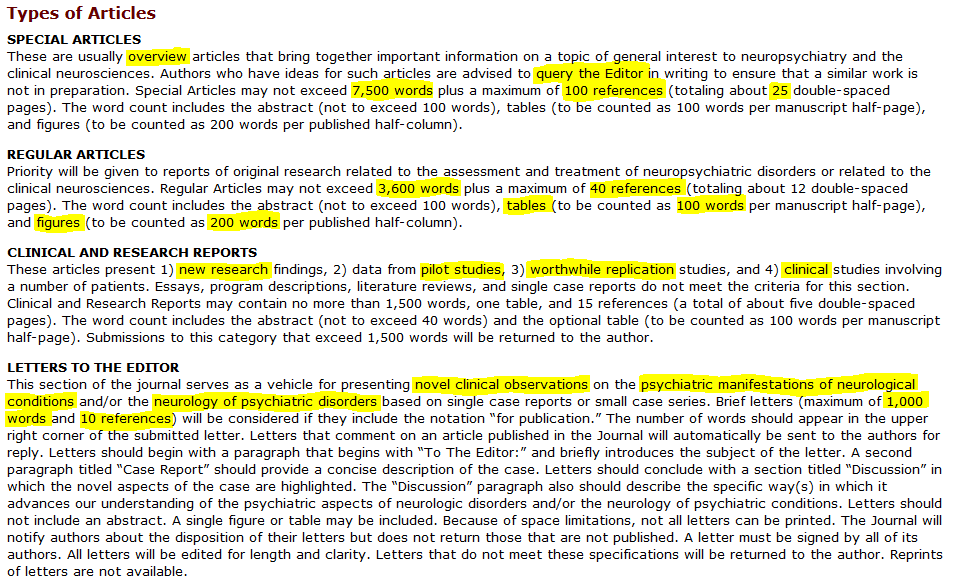 Types of Articles
SPECIAL ARTICLES
These are usually overview articles that bring together important information on a topic of general interest to neuropsychiatry and the
clinical neurosciences. Authors who have ideas for such articles are advised to query the Editor in writing to ensure that a similar work is
not in preparation. Special Articles may not exceed 7,500 words plus a maximum of 100 references (totaling about 25 double-spaced
pages). The word count includes the abstract (not to exceed 100 words), tables (to be counted as 100 words per manuscript half-page),
and figures (to be counted as 200 words per published half-column).
REGULAR ARTICLES
Priority will be given to reports of original research related to the assessment and treatment of neuropsychiatric disorders or related to the
clinical neurosciences. Regular Articles may not exceed 3,600 words plus a maximum of 40 references (totaling about 12 double-spaced
pages). The word count includes the abstract (not to exceed 100 words), tables (to be counted as 100 words per manuscript half-page),
and figures (to be counted as 200 words per published half-column).
CLINICAL AND RESEARCH REPORTS
These articles present 1) new research findings, 2) data from pilot studies, 3) worthwhile replication studies, and 4) clinical studies involving
a number of patients. Essays, program descriptions, literature reviews, and single case reports do not meet the criteria for this section.
Clinical and Research Reports may contain no more than 1,500 words, one table, and 15 references (a total of about five double-spaced
pages). The word count includes the abstract (not to exceed 40 words) and the optional table (to be counted as 100 words per manuscript
half-page). Submissions to this category that exceed 1,500 words will be returned to the author.
LETTERS TO THE EDITOR
This section of the journal serves as a vehicle for presenting novel clinical observations on the psychiatric manifestations of neurological
conditions and/or the neurology of psychiatric disorders based on single case reports or small case series. Brief letters (maximum of 1,000
words and 10 references) will be considered if they include the notation “for publication.” The number of words should appear in the upper
right corner of the submitted letter. Letters that comment on an article published in the Journal will automatically be sent to the authors for
reply. Letters should begin with a paragraph that begins with “To The Editor:” and briefly introduces the subject of the letter. A second
paragraph titled “Case Report” should provide a concise description of the case. Letters should conclude with a section titled “Discussion” in
which the novel aspects of the case are highlighted. The “Discussion” paragraph also should describe the specific way(s) in which it
advances our understanding of the psychiatric aspects of neurologic disorders and/or the neurology of psychiatric conditions. Letters should
not include an abstract. A single figure or table may be included. Because of space limitations, not all letters can be printed. The Journal will
notify authors about the disposition of their letters but does not return those that are not published. A letter must be signed by all of its
authors. All letters will be edited for length and clarity. Letters that do not meet these specifications will be returned to the author. Reprints
of letters are not available.